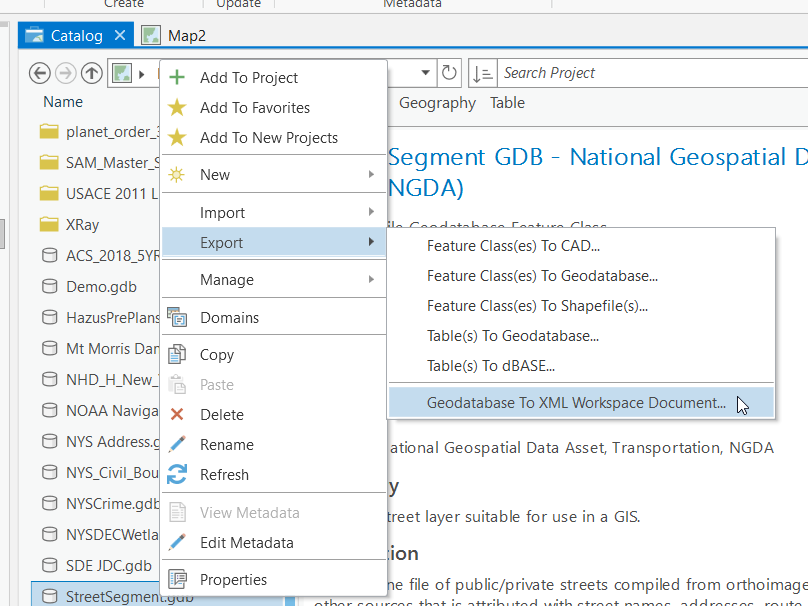 Create Update Metadata
Catalog Map2
Search Project
Name
Geography Table
planet_order_
SAM_Master_S
USACE 2011 L
XRay
ACS_2018_5YR
Demo.gdb
HazusPrePlans
Mt Morris Dam
NHD_H_New_
NOAA Naviga
NYS Address.g
NYS_Civil_Bou
NYSCrime.gdb
NYSDECWetla
SDE JDC.gdb
StreetSegment.gdb
Add To Project
Add To Favorites
Add To New Projects
New
Import
Export
Manage
Domains
Copy
Paste
Delete
Rename
Refresh
View Metadata
Edit Metadata
Properties
Feature Class(es) To CAD...
Feature Class(es) To Geodatabase...
Feature Class(es) To Shapefile(s)...
Table(s) To Geodatabase...
Table(s) To dBASE...
Geodatabase To XML Workspace Document...
Segment GDB - National Geospatial D
NGDA)
ile Geodatabase Feature Class
ational Geospatial Data Asset, Transportation, NGDA
y
treet layer suitable for use in a GIS.
tion
ne file of public/private streets compiled from orthoimage
other sources that is attributed with street names, addresses, route